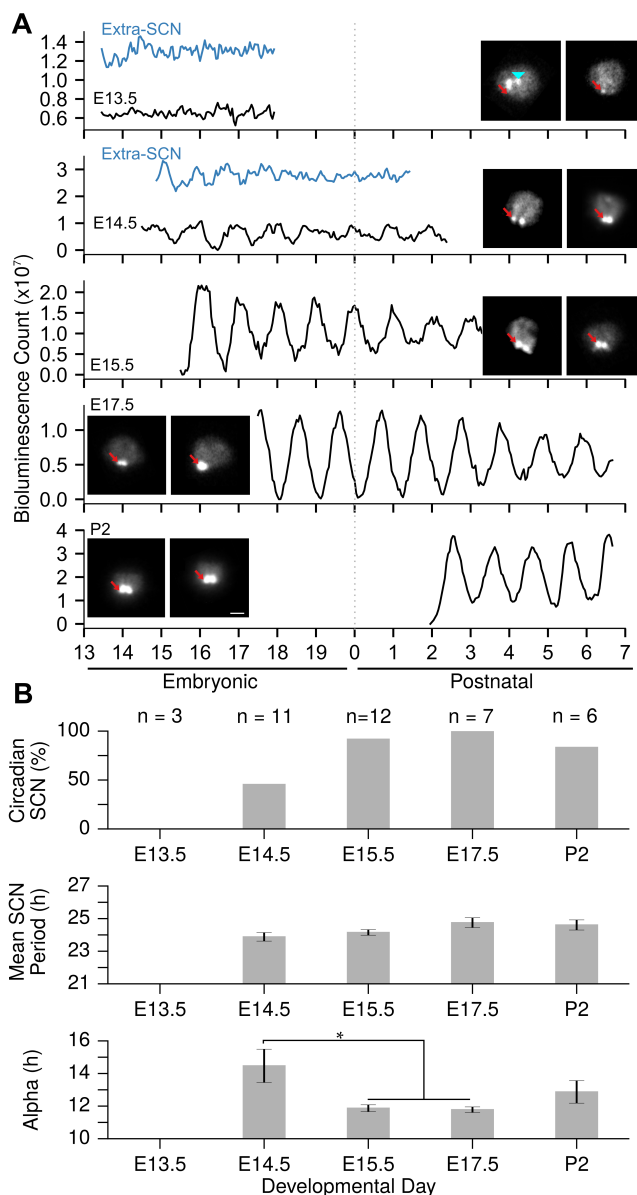 A
Extra-SCN
1.4
1.2
1.0
0.8
0.6
E13.5
Extra-SCN
3
2
1
0
E14.5
Bioluminescence Count (x10⁷)
2.0
1.5
1.0
0.5
0.0
E15.5
E17.5
1.0
0.5
0.0
P2
4
3
2
1
0
13 14 15 16 17 18 19 0 1 2 3 4 5 6 7
Embryonic Postnatal
B
n = 3 n = 11 n=12 n = 7 n = 6
Circadian
SCN (%)
100
50
0
E13.5 E14.5 E15.5 E17.5 P2
Mean SCN
Period (h)
27
25
23
21
E13.5 E14.5 E15.5 E17.5 P2
Alpha (h)
16
14
12
10
*
E13.5 E14.5 E15.5 E17.5 P2
Developmental Day